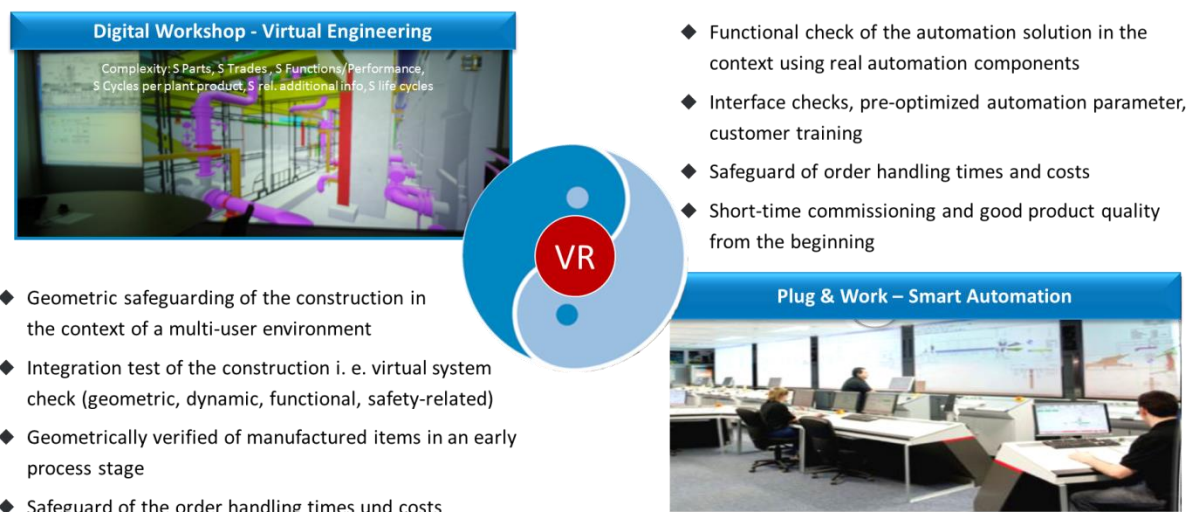 Digital Workshop - Virtual Engineering
Complexity: S Parts, S Trades , S Functions/Performance,
S Cycles per plant product, S rel. additional info, S life cycles
Geometric safeguarding of the construction in
the context of a multi-user environment
Integration test of the construction i. e. virtual system
check (geometric, dynamic, functional, safety-related)
Geometrically verified of manufactured items in an early
process stage
Safeguard of the order handling times und costs
VR
Functional check of the automation solution in the
context using real automation components
Interface checks, pre-optimized automation parameter,
customer training
Safeguard of order handling times and costs
Short-time commissioning and good product quality
from the beginning
Plug & Work – Smart Automation